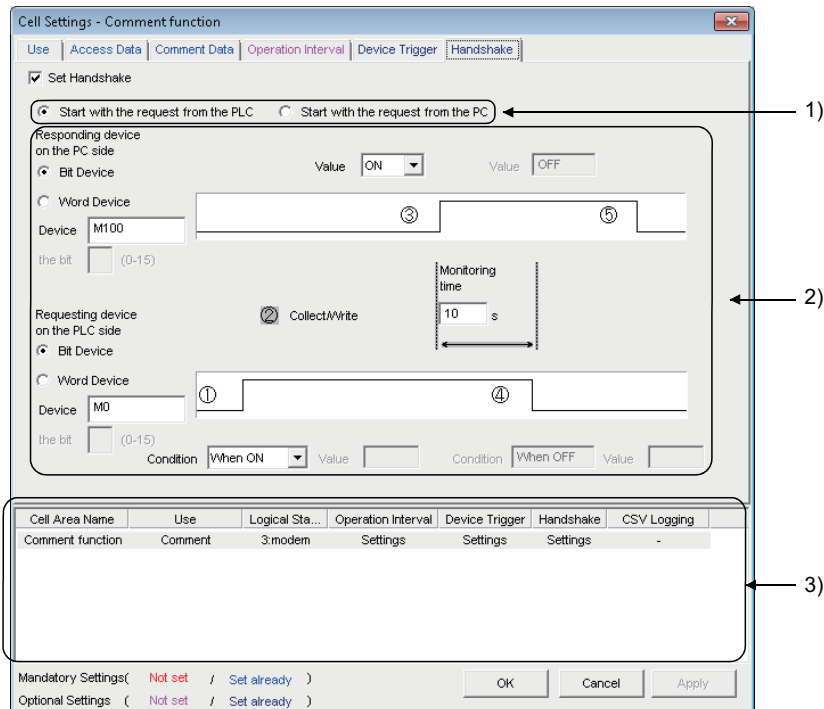 Cell Settings - Comment function
Use Access Data Comment Data Operation Interval Device Trigger Handshake
Set Handshake
Start with the request from the PLC Start with the request from the PC
1)
Responding device
on the PC side
Value ON Value OFF
Bit Device
Word Device
③ ⑤
Device M100
the bit (0-15)
Monitoring
time
2)
Requesting device
on the PLC side
② Collect/Write
10 s
Bit Device
Word Device
① ④
Device M0
the bit (0-15)
Condition When ON Value Condition When OFF Value
Cell Area Name Use Logical Sta... Operation Interval Device Trigger Handshake CSV Logging
Comment function Comment 3:modem Settings Settings Settings -
3)
Mandatory Settings( Not set / Set already )
OK Cancel Apply
Optional Settings ( Not set / Set already )